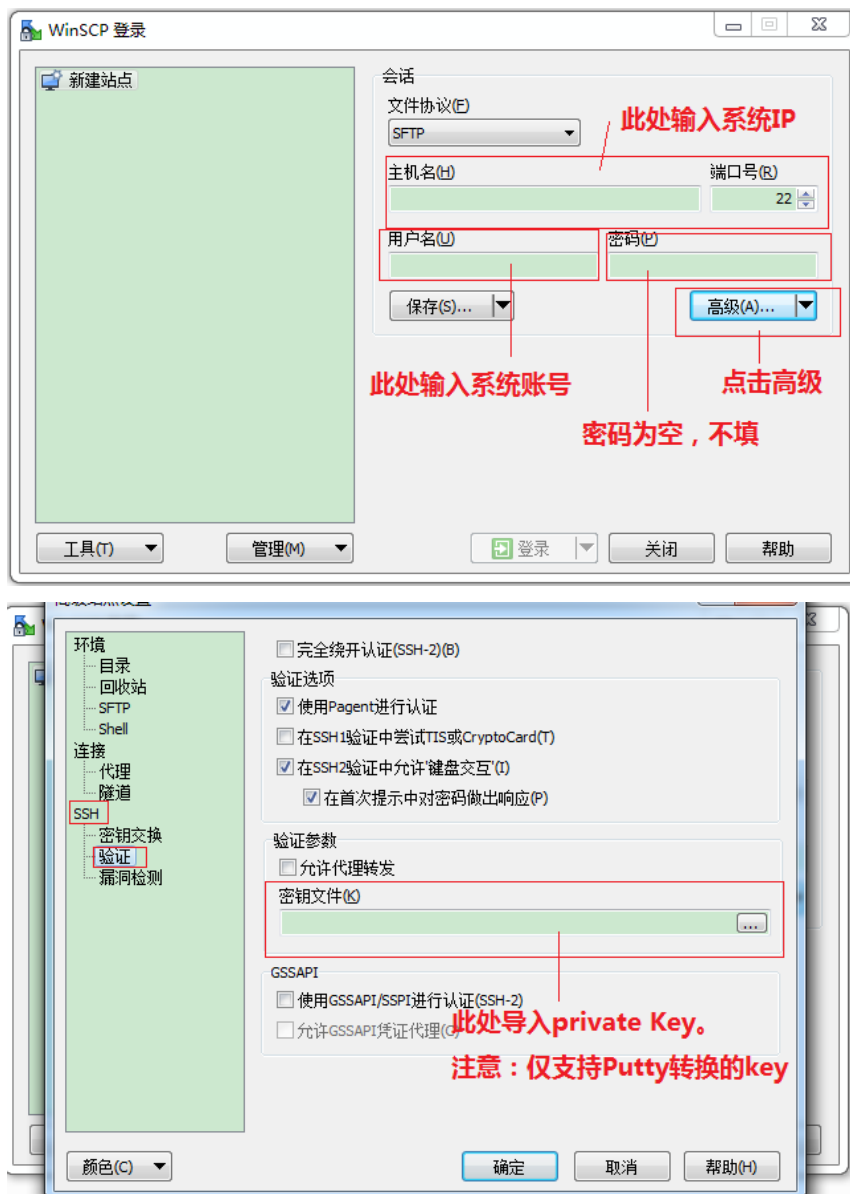 WinSCP 登录
新建站点
会话
文件协议(F)
SFTP
此处输入系统IP
主机名(H) 端口号(R)
22
用户名(U) 密码(P)
保存(S)... 高级(A)...
此处输入系统账号 点击高级
密码为空，不填
工具(T) 管理(M) 登录 关闭 帮助
环境
目录
回收站
SFTP
Shell
连接
代理
隧道
SSH
密钥交换
验证
漏洞检测
完全绕开认证(SSH-2)(B)
验证选项
使用Pagent进行认证
在SSH1验证中尝试TIS或CryptoCard(T)
在SSH2验证中允许'键盘交互'(I)
在首次提示中对密码做出响应(P)
验证参数
允许代理转发
密钥文件(K)
...
GSSAPI
使用GSSAPI/SSPI进行认证(SSH-2)
允许GSSAPI凭证代理
此处导入private Key。
注意：仅支持Putty转换的key
颜色(C) 确定 取消 帮助(H)